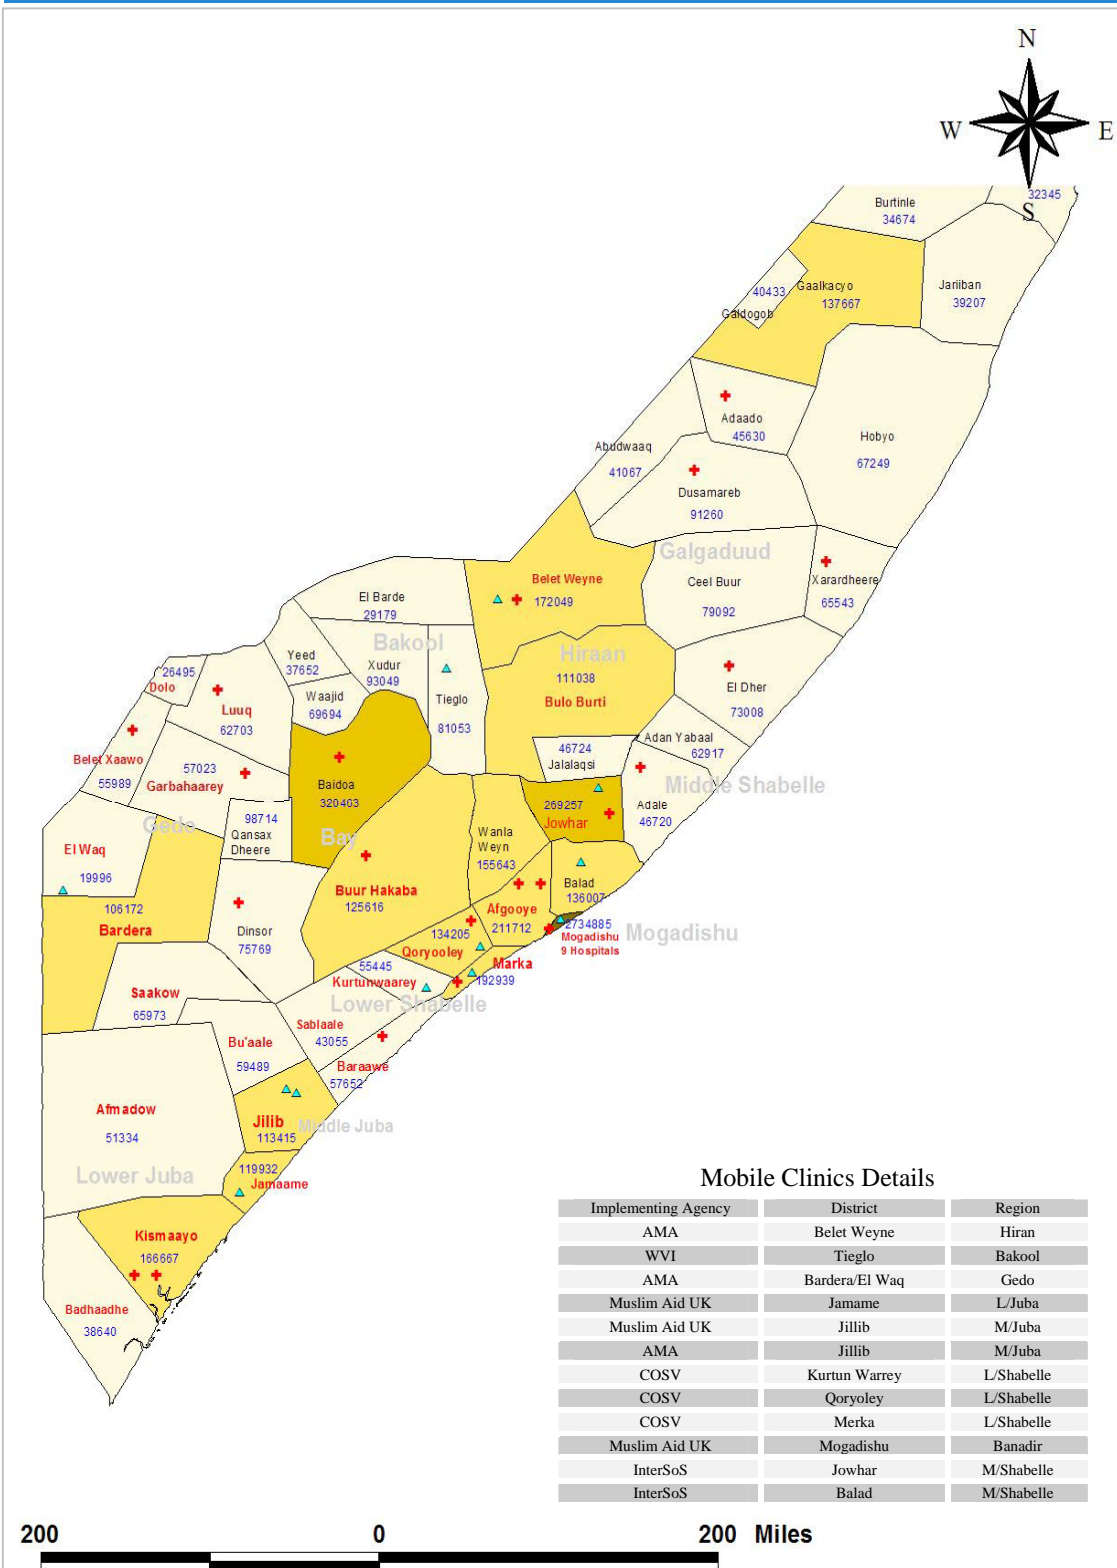 N
W
E
S
32345
Burtinle
34674
Jariiban
39207
Gaalkacyo
137667
40433
Galdogob
Adaado
45630
Hobyo
67249
Abudwaaq
41067
Dusamareb
91260
Galgaduud
Ceel Buur
79092
Xarardheere
65543
Belet Weyne
172049
El Barde
29179
Bakool
Hiraan
111038
Bulo Burti
Yeed
37652
Xudur
93049
Waajid
69694
Tieglo
81053
El Dher
73008
26495
Dolo
Luuq
62703
Adan Yabaal
62917
46724
Jalalaqsi
Belet Xaawo
55989
57023
Garbahaarey
Baidoa
320463
Middle Shabelle
Adale
46720
269257
Jowhar
Gedo
98714
Qansax
Dheere
Bay
Wanla
Weyn
155643
El Waq
19996
Buur Hakaba
125616
Balad
136007
106172
Bardera
Afgooye
211712
Dinsor
75769
134205
Qoryooley
2734885
Mogadishu
9 Hospitals
Mogadishu
Marka
192939
55445
Kurtunwaarey
Lower Shabelle
Saakow
65973
Sablaale
43055
Bu'aale
59489
Baraawe
57652
Afmadow
51334
Jilib
113415
Middle Juba
119932
Jamaame
Lower Juba
Kismaayo
166667
Badhaadhe
38640
Mobile Clinics Details
Implementing Agency District Region
AMA Belet Weyne Hiran
WVI Tieglo Bakool
AMA Bardera/El Waq Gedo
Muslim Aid UK Jamame L/Juba
Muslim Aid UK Jillib M/Juba
AMA Jillib M/Juba
COSV Kurtun Warrey L/Shabelle
COSV Qoryoley L/Shabelle
COSV Merka L/Shabelle
Muslim Aid UK Mogadishu Banadir
InterSoS Jowhar M/Shabelle
InterSoS Balad M/Shabelle
200 0 200 Miles